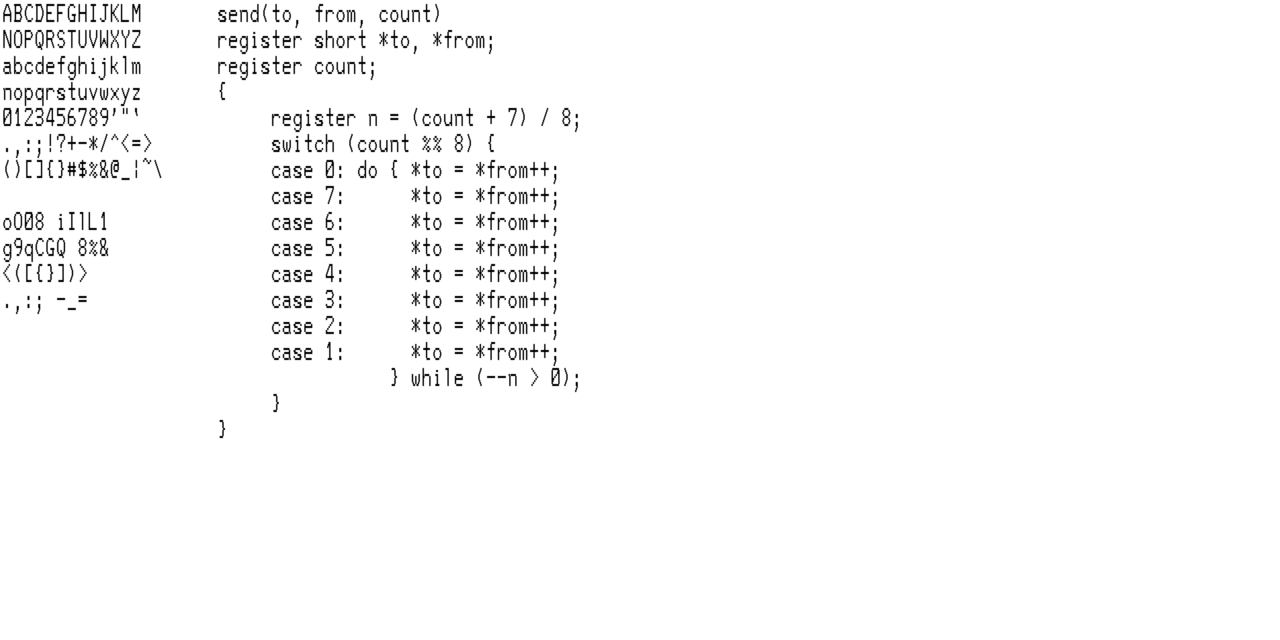 ABCDEFGHIJKLM       send(to, from, count)
NOPQRSTUVWXYZ       register short *to, *from;
abcdefghijklm       register count;
nopqrstuvwxyz       {
0123456789'"`            register n = (count + 7) / 8;
.,:;!?+-*/^<=>           switch (count %% 8) {
()[]{}#$%&@_¦~\          case 0: do { *to = *from++;
                         case 7:      *to = *from++;
oO08 iIlL1               case 6:      *to = *from++;
g9qCGQ 8%&               case 5:      *to = *from++;
<([{}])>                 case 4:      *to = *from++;
.,:; -_=                 case 3:      *to = *from++;
                         case 2:      *to = *from++;
                         case 1:      *to = *from++;
                                    } while (--n > 0);
                         }
                    }